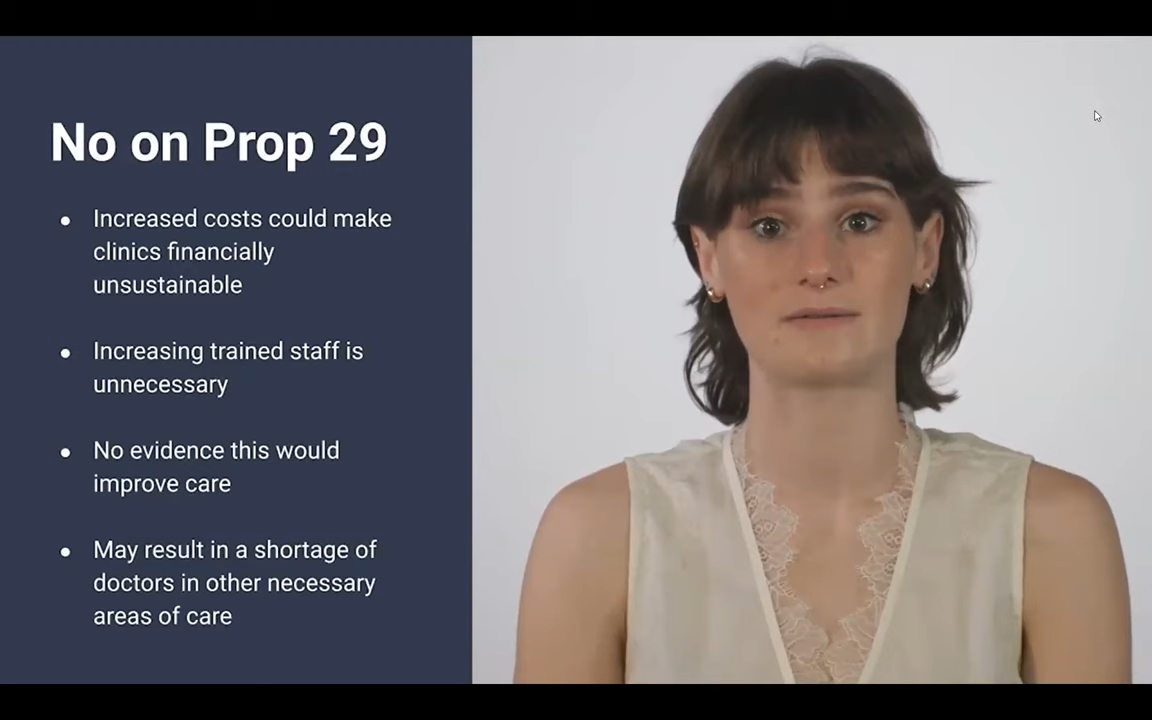 No on Prop 29
● Increased costs could make
clinics financially
unsustainable
● Increasing trained staff is
unnecessary
● No evidence this would
improve care
● May result in a shortage of
doctors in other necessary
areas of care